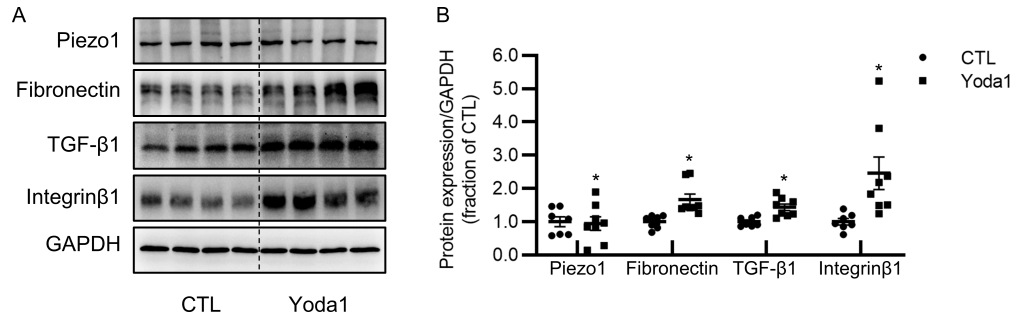 A
Piezo1
Fibronectin
TGF-β1
Integrinβ1
GAPDH
CTL Yoda1
B
Protein expression/GAPDH
(fraction of CTL)
6.0
5.0
4.0
3.0
2.0
1.0
0.0
* * * *
Piezo1 Fibronectin TGF-β1 Integrinβ1
CTL
Yoda1